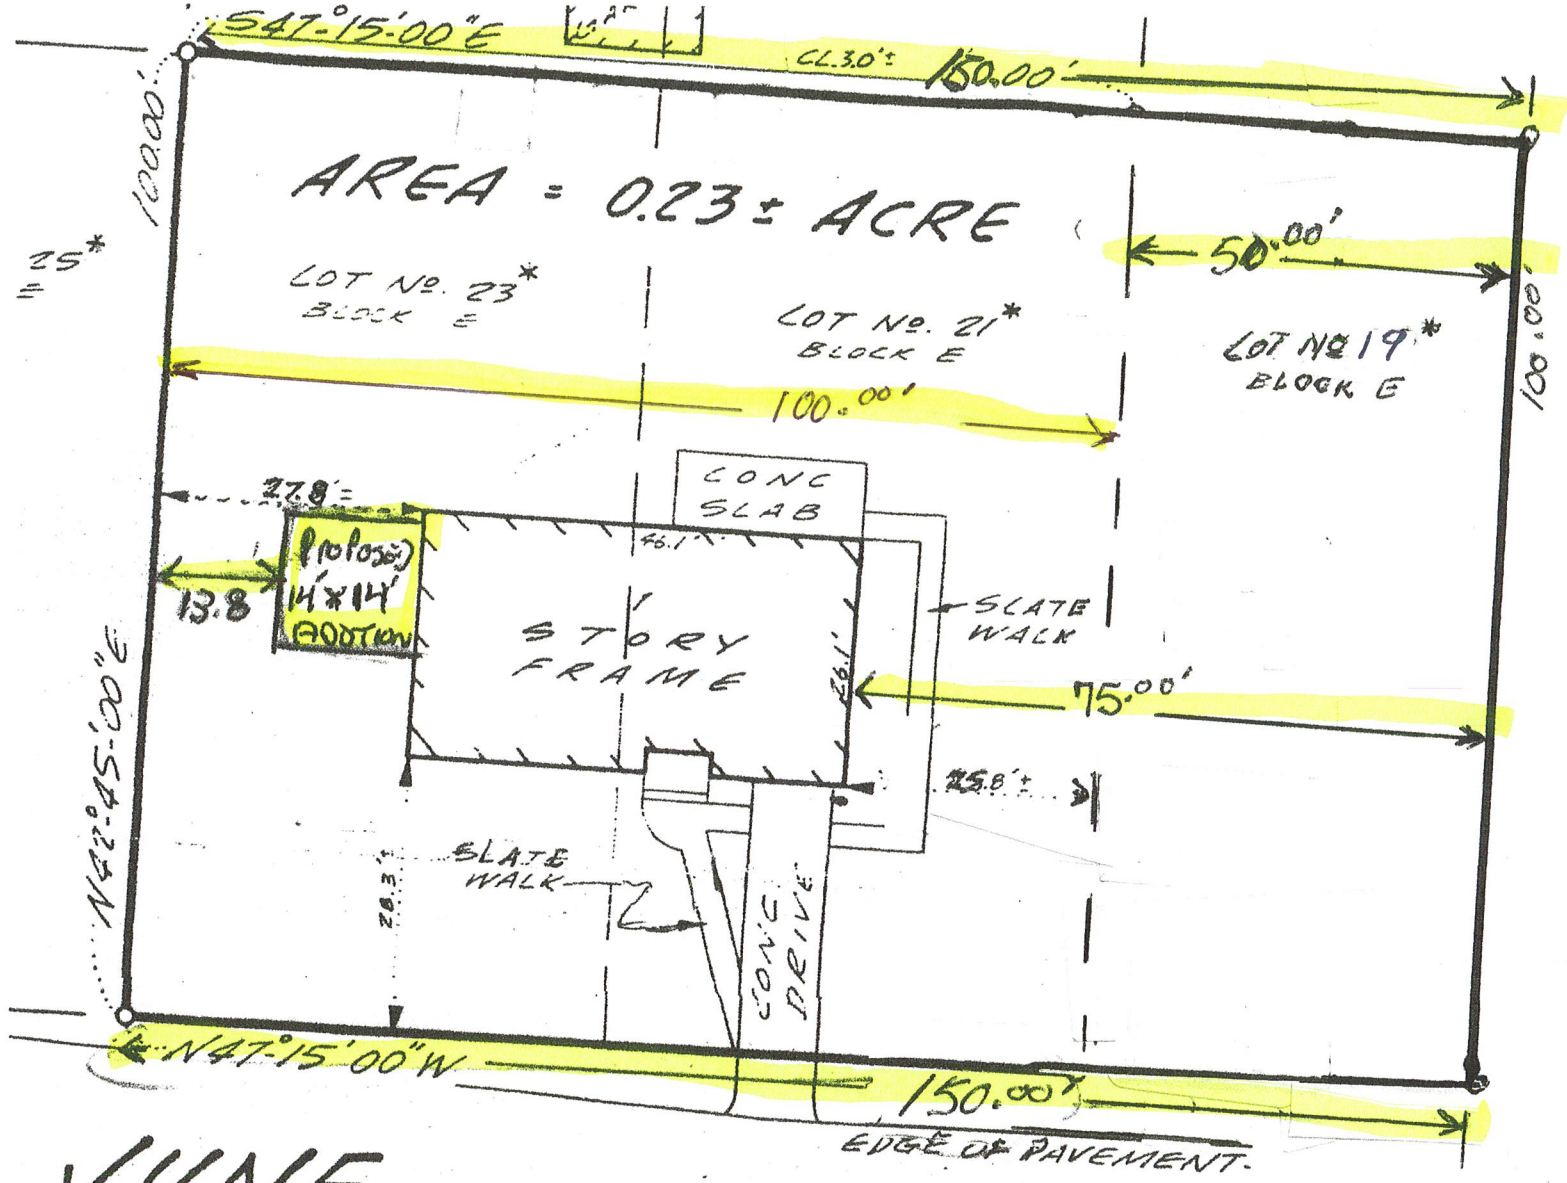 S47-°15'-00"E
CL.3.0'±
150.00'
100.00'
AREA = 0.23± ACRE
50.00'
25*
=
LOT Nº. 23*
BLOCK E
LOT Nº. 21*
BLOCK E
LOT Nº 19*
BLOCK E
100.00'
100.00'
CONC
SLAB
27.8'±
46.1'
Proposed
14'x14'
ADDTION
13.8
1 STORY
FRAME
26.1'
SLATE
WALK
75.00'
N42-°45'-00"E
25.8'±
28.3'±
SLATE
WALK
CONC.
DRIVE
N47-°15'00"W
150.00'
EDGE OF PAVEMENT.